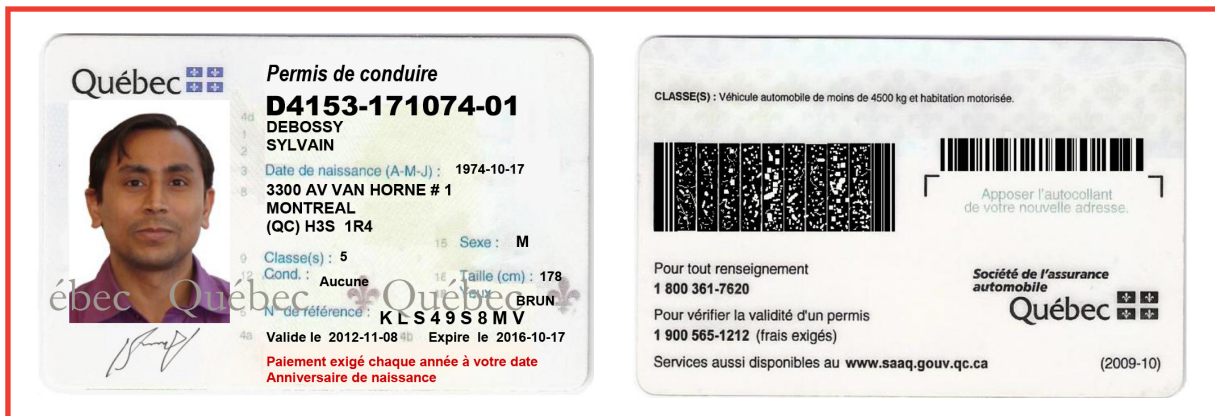 Québec
Permis de conduire
4d D4153-171074-01
1 DEBOSSY
2 SYLVAIN
3 Date de naissance (A-M-J) : 1974-10-17
8 3300 AV VAN HORNE # 1
MONTREAL
(QC) H3S 1R4
15 Sexe : M
9 Classe(s) : 5
12 Cond. : Aucune
16 Taille (cm) : 178
Yeux BRUN
ébec Québec Québec
5 N° de référence : KLS49S8MV
4a Valide le 2012-11-08 4b Expire le 2016-10-17
Paiement exigé chaque année à votre date
Anniversaire de naissance
CLASSE(S) : Véhicule automobile de moins de 4500 kg et habitation motorisée.
Apposer l'autocollant
de votre nouvelle adresse.
Pour tout renseignement
1 800 361-7620
Pour vérifier la validité d'un permis
1 900 565-1212 (frais exigés)
Services aussi disponibles au www.saaq.gouv.qc.ca
Société de l'assurance
automobile
Québec
(2009-10)